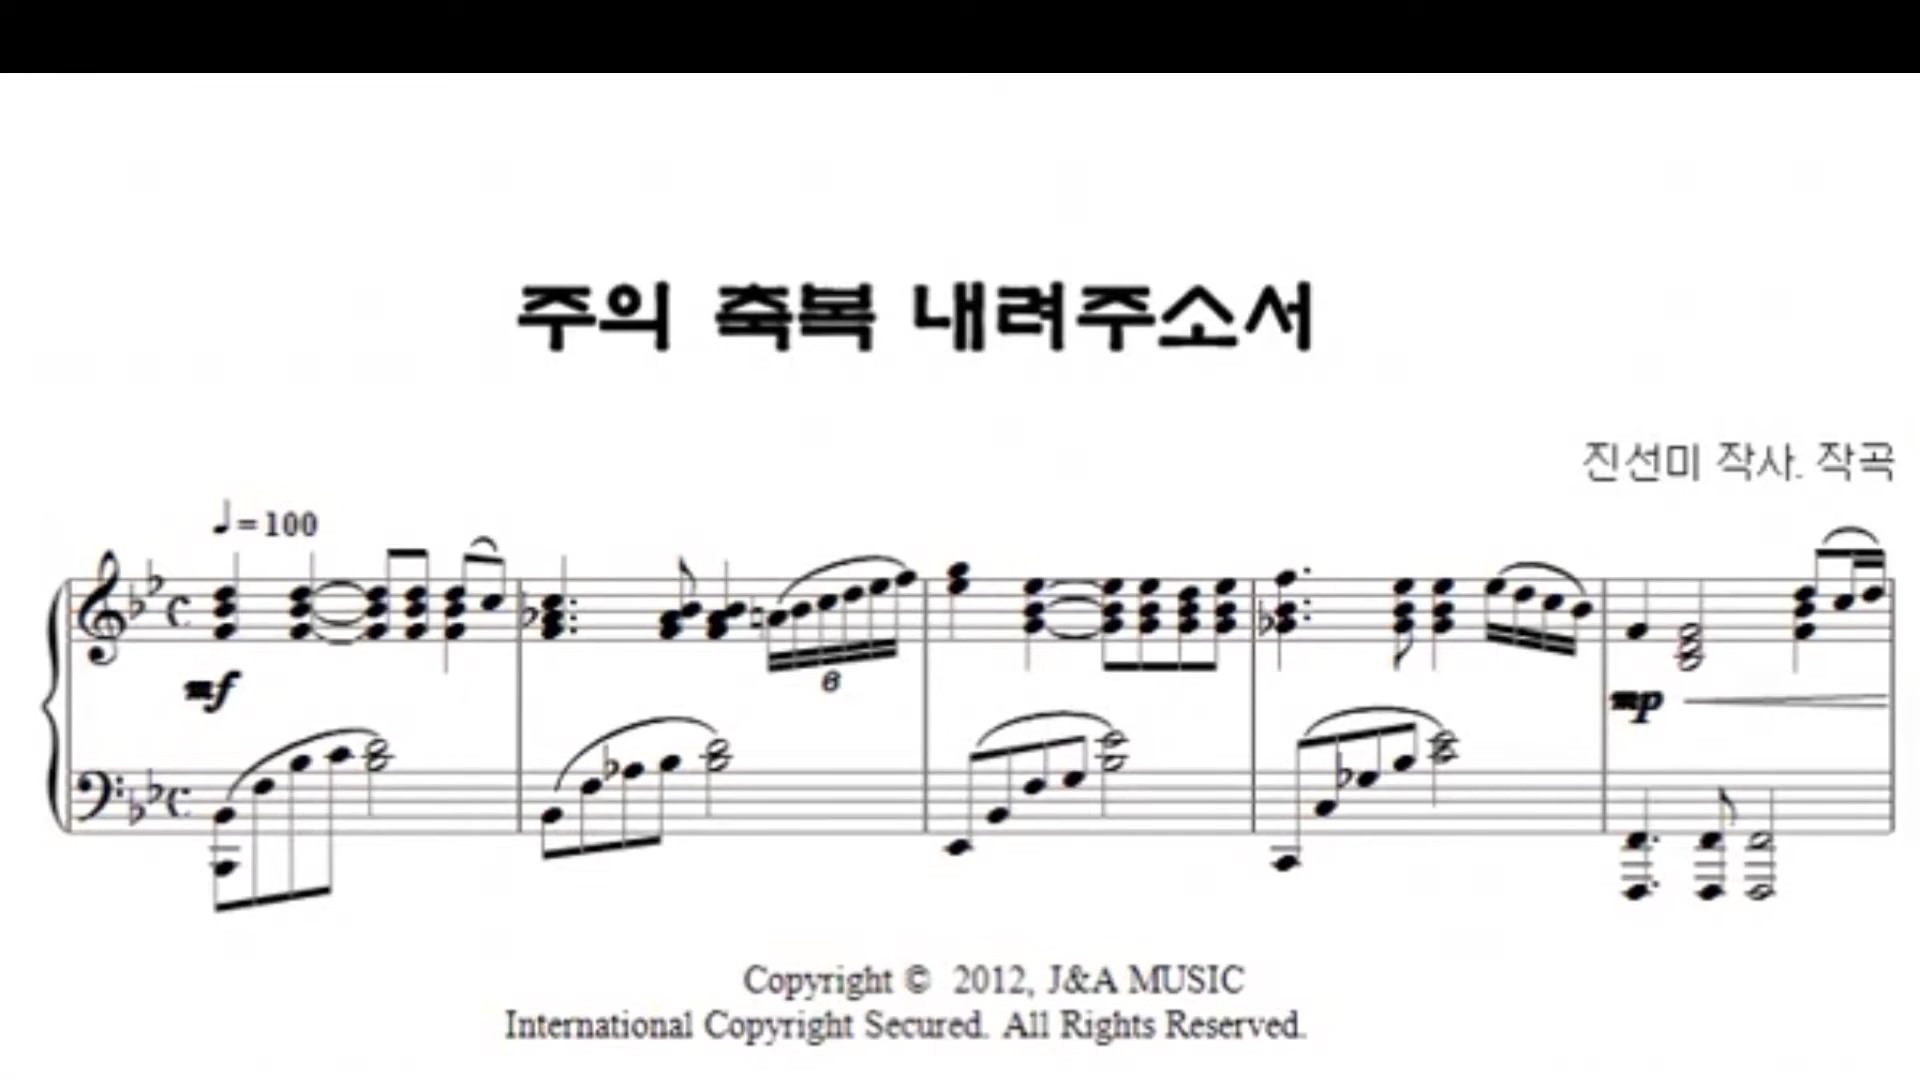 주의 축복 내려주소서
진선미 작사. 작곡
♩ = 100
mf
6
mp
Copyright © 2012, J&A MUSIC
International Copyright Secured. All Rights Reserved.